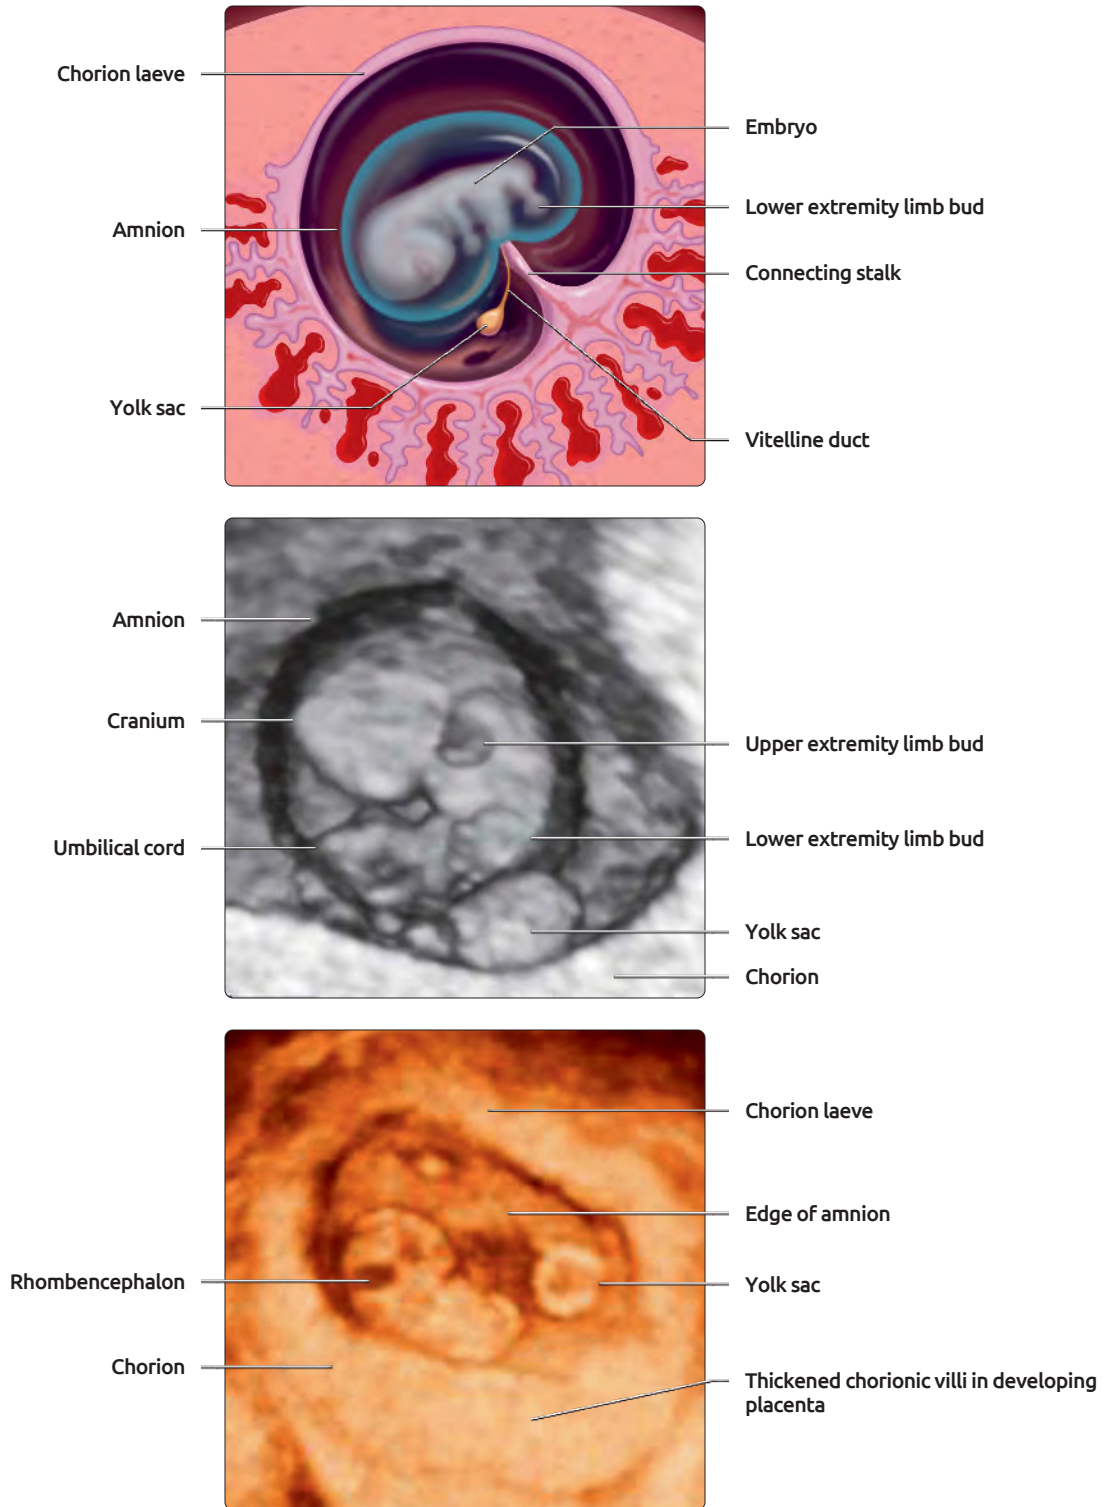 Chorion laeve
Embryo
Lower extremity limb bud
Amnion
Connecting stalk
Yolk sac
Vitelline duct
Amnion
Cranium
Upper extremity limb bud
Lower extremity limb bud
Umbilical cord
Yolk sac
Chorion
Chorion laeve
Edge of amnion
Rhombencephalon
Yolk sac
Chorion
Thickened chorionic villi in developing
placenta